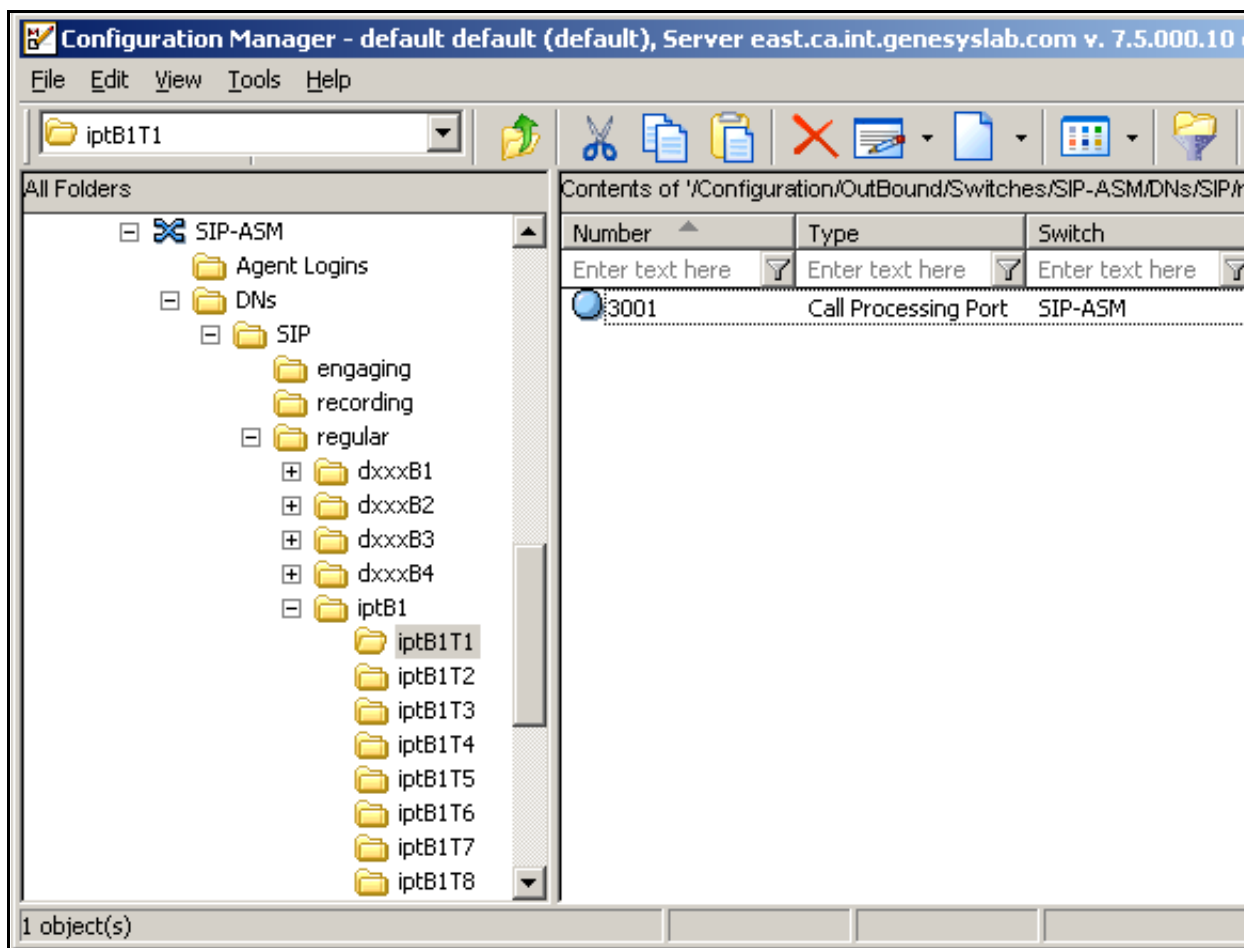 Configuration Manager - default default (default), Server east.ca.int.genesyslab.com v. 7.5.000.10
File Edit View Tools Help
iptB1T1
All Folders
Contents of '/Configuration/OutBound/Switches/SIP-ASM/DNs/SIP/r
SIP-ASM
Agent Logins
DNs
SIP
engaging
recording
regular
dxxxB1
dxxxB2
dxxxB3
dxxxB4
iptB1
iptB1T1
iptB1T2
iptB1T3
iptB1T4
iptB1T5
iptB1T6
iptB1T7
iptB1T8
Number Type Switch
Enter text here Enter text here Enter text here
3001 Call Processing Port SIP-ASM
1 object(s)